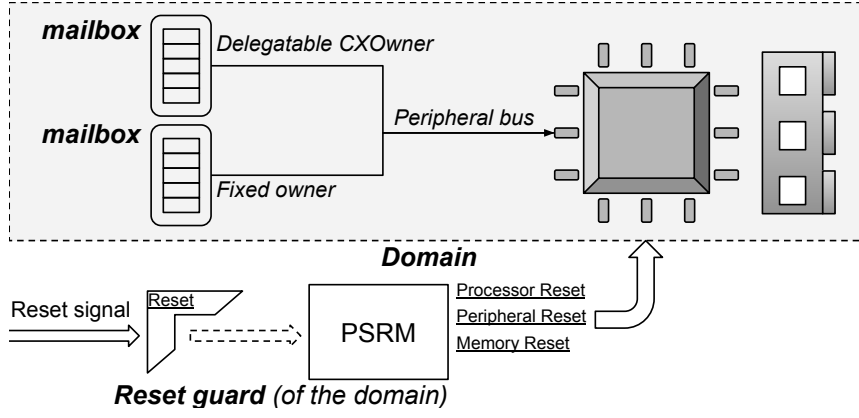 mailbox
Delegatable CXOwner
mailbox
Peripheral bus
Fixed owner
Domain
Reset signal
Reset
PSRM
Processor Reset
Peripheral Reset
Memory Reset
Reset guard (of the domain)